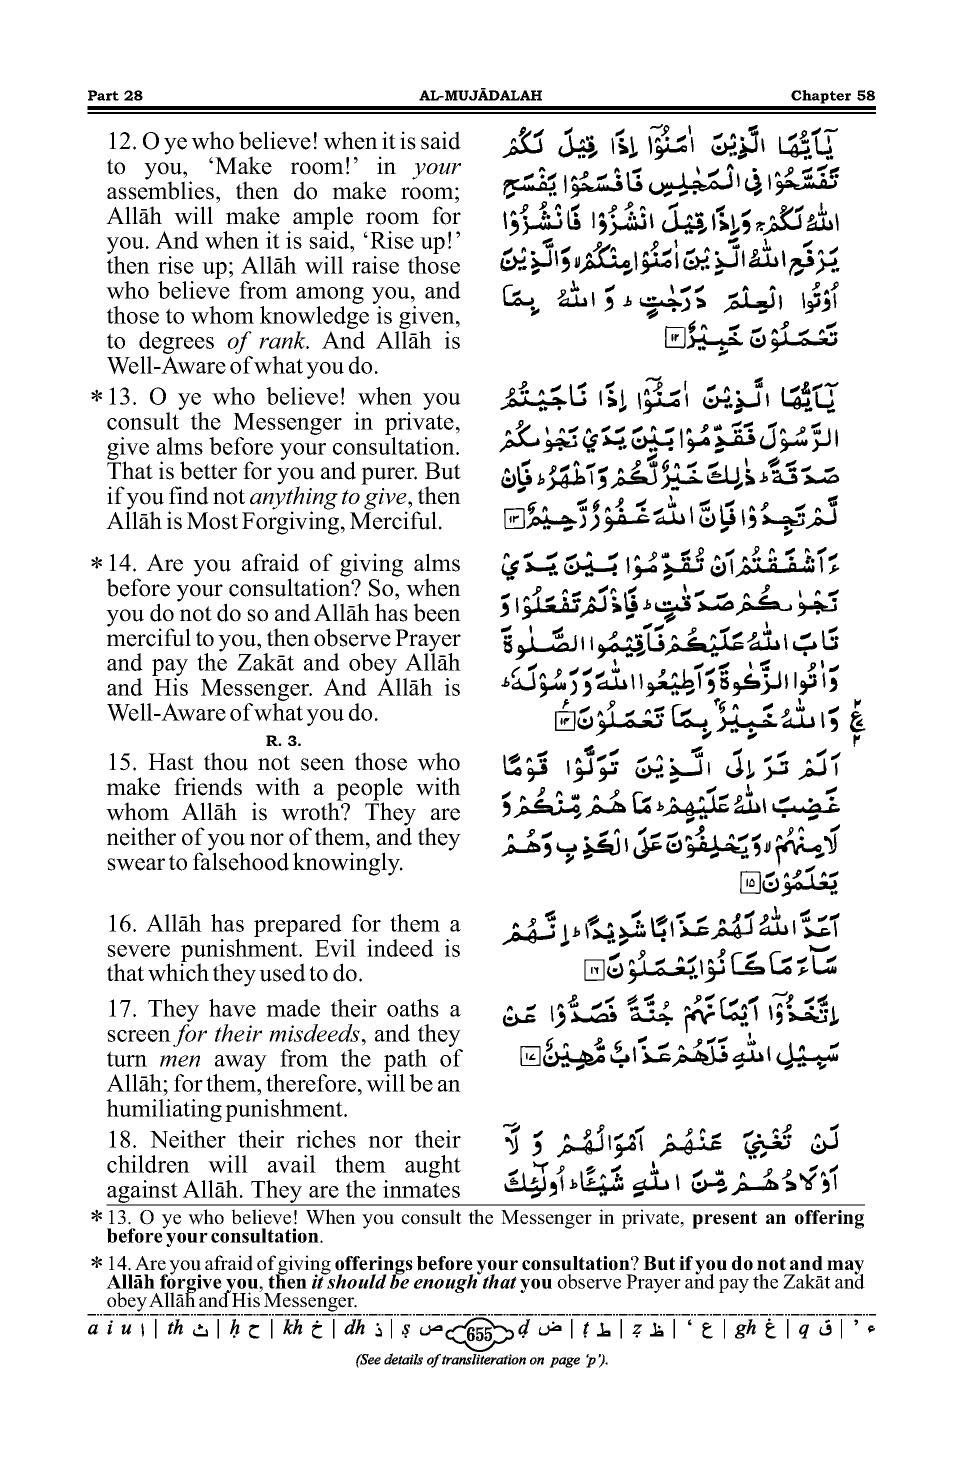 Part 28 AL-MUJĀDALAH Chapter 58
12. O ye who believe! when it is said
to you, ‘Make room!’ in your
assemblies, then do make room;
Allāh will make ample room for
you. And when it is said, ‘Rise up!’
then rise up; Allāh will raise those
who believe from among you, and
those to whom knowledge is given,
to degrees of rank. And Allāh is
Well-Aware of what you do.
*13. O ye who believe! when you
consult the Messenger in private,
give alms before your consultation.
That is better for you and purer. But
if you find not anything to give, then
Allāh is Most Forgiving, Merciful.
*14. Are you afraid of giving alms
before your consultation? So, when
you do not do so and Allāh has been
merciful to you, then observe Prayer
and pay the Zakāt and obey Allāh
and His Messenger. And Allāh is
Well-Aware of what you do.
R. 3.
15. Hast thou not seen those who
make friends with a people with
whom Allāh is wroth? They are
neither of you nor of them, and they
swear to falsehood knowingly.
16. Allāh has prepared for them a
severe punishment. Evil indeed is
that which they used to do.
17. They have made their oaths a
screen for their misdeeds, and they
turn men away from the path of
Allāh; for them, therefore, will be an
humiliating punishment.
18. Neither their riches nor their
children will avail them aught
against Allāh. They are the inmates
يٰۤاَيُّهَا الَّذِيْنَ اٰمَنُوْۤا اِذَا قِيْلَ لَكُمْ
تَفَسَّحُوْا فِى الْمَجٰلِسِ فَافْسَحُوْا يَفْسَحِ
اللّٰهُ لَكُمْ ۚ وَاِذَا قِيْلَ انْشُزُوْا فَانْشُزُوْا
يَرْفَعِ اللّٰهُ الَّذِيْنَ اٰمَنُوْا مِنْكُمْ ۙ وَالَّذِيْنَ
اُوْتُوا الْعِلْمَ دَرَجٰتٍ ؕ وَ اللّٰهُ بِمَا
تَعْمَلُوْنَ خَبِيْرٌ ۱۲
يٰۤاَيُّهَا الَّذِيْنَ اٰمَنُوْۤا اِذَا نَاجَيْتُمُ
الرَّسُوْلَ فَقَدِّمُوْا بَيْنَ يَدَيْ نَجْوٰىكُمْ
صَدَقَةً ؕ ذٰلِكَ خَيْرٌ لَّكُمْ وَاَطْهَرُ ؕ فَاِنْ
لَّمْ تَجِدُوْا فَاِنَّ اللّٰهَ غَفُوْرٌ رَّحِيْمٌ ۱۳
ءَاَشْفَقْتُمْ اَنْ تُقَدِّمُوْا بَيْنَ يَدَيْ
نَجْوٰىكُمْ صَدَقٰتٍ ؕ فَاِذْ لَمْ تَفْعَلُوْا وَ
تَابَ اللّٰهُ عَلَيْكُمْ فَاَقِيْمُوا الصَّلٰوةَ
وَاٰتُوا الزَّكٰوةَ وَاَطِيْعُوا اللّٰهَ وَرَسُوْلَهٗ ؕ
وَاللّٰهُ خَبِيْرٌۢ بِمَا تَعْمَلُوْنَ ۱۴
اَلَمْ تَرَ اِلَى الَّذِيْنَ تَوَلَّوْا قَوْمًا
غَضِبَ اللّٰهُ عَلَيْهِمْ ؕ مَا هُمْ مِّنْكُمْ وَ
لَا مِنْهُمْ ۙ وَيَحْلِفُوْنَ عَلَى الْكَذِبِ وَهُمْ
يَعْلَمُوْنَ ۱۵
اَعَدَّ اللّٰهُ لَهُمْ عَذَابًا شَدِيْدًا ؕ اِنَّهُمْ
سَآءَ مَا كَانُوْا يَعْمَلُوْنَ ۱۶
اِتَّخَذُوْۤا اَيْمَانَهُمْ جُنَّةً فَصَدُّوْا عَنْ
سَبِيْلِ اللّٰهِ فَلَهُمْ عَذَابٌ مُّهِيْنٌ ۱۷
لَنْ تُغْنِيَ عَنْهُمْ اَمْوَالُهُمْ وَ لَاۤ
اَوْلَادُهُمْ مِّنَ اللّٰهِ شَيْـًٔا ؕ اُولٰٓئِكَ
*13. O ye who believe! When you consult the Messenger in private, present an offering
before your consultation.
*14. Are you afraid of giving offerings before your consultation? But if you do not and may
Allāh forgive you, then it should be enough that you observe Prayer and pay the Zakāt and
obey Allāh and His Messenger.
a i u ا | th ث | ḥ ح | kh خ | dh ذ | ṣ ص 655 ḍ ض | ṭ ط | ẓ ظ | ‘ ع | gh غ | q ق | ’ ء
(See details of transliteration on page ‘p’).